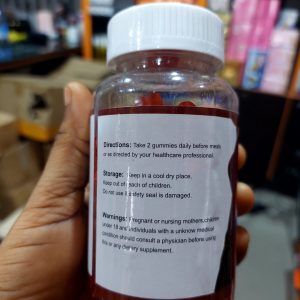 Directions: Take 2 gummies daily before meals
or as directed by your healthcare professional.
Storage: Keep in a cool dry place.
Keep out of reach of children.
Do not use if safety seal is damaged.
Warnings: Pregnant or nursing mothers,children
under 18 and individuals with a unknow medical
condition should consult a physician before using
this or any dietary supplement.